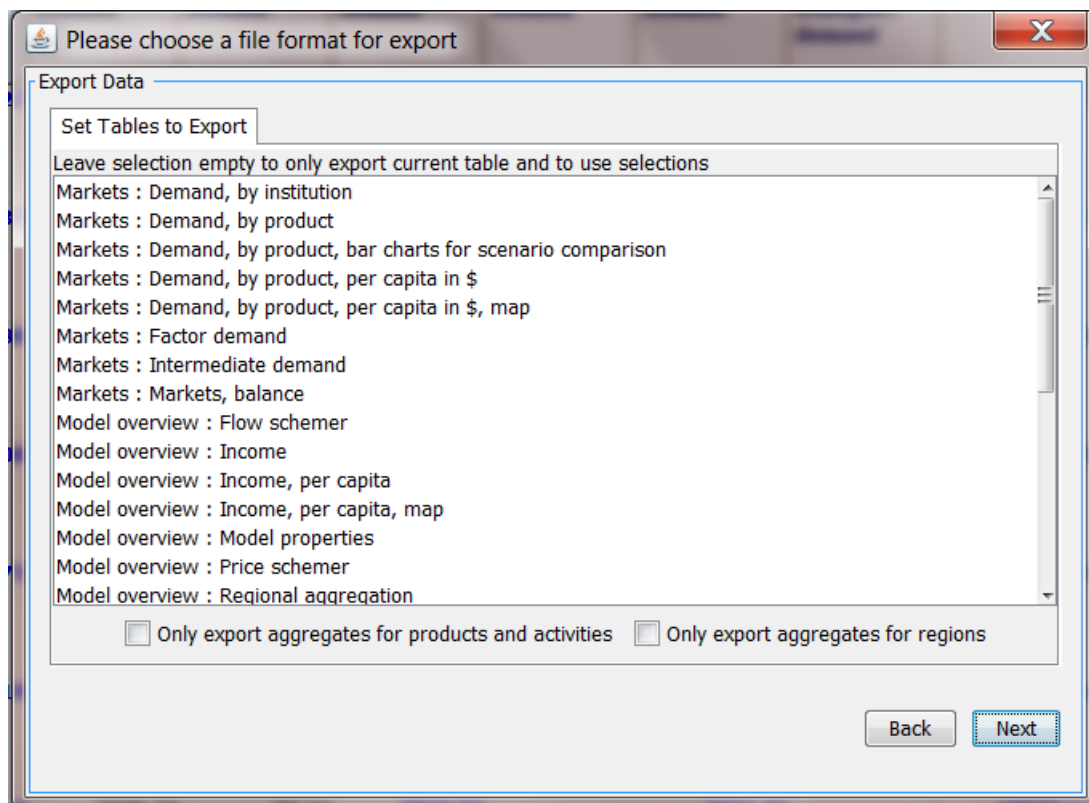 demand
Please choose a file format for export
X
Export Data
Set Tables to Export
Leave selection empty to only export current table and to use selections
Markets : Demand, by institution
Markets : Demand, by product
Markets : Demand, by product, bar charts for scenario comparison
Markets : Demand, by product, per capita in $
Markets : Demand, by product, per capita in $, map
Markets : Factor demand
Markets : Intermediate demand
Markets : Markets, balance
Model overview : Flow schemer
Model overview : Income
Model overview : Income, per capita
Model overview : Income, per capita, map
Model overview : Model properties
Model overview : Price schemer
Model overview : Regional aggregation
Only export aggregates for products and activities Only export aggregates for regions
Back Next